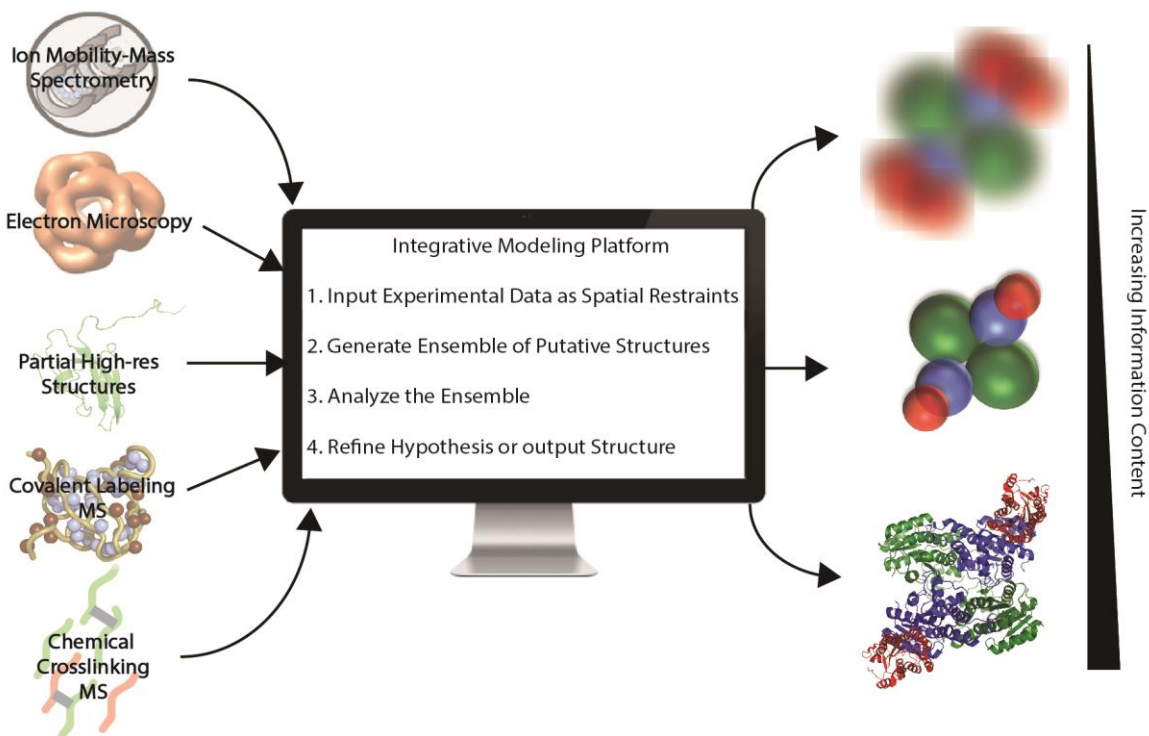 Ion Mobility-Mass
Spectrometry
Electron Microscopy
Partial High-res
Structures
Covalent Labeling
MS
Chemical
Crosslinking
MS
Integrative Modeling Platform
1. Input Experimental Data as Spatial Restraints
2. Generate Ensemble of Putative Structures
3. Analyze the Ensemble
4. Refine Hypothesis or output Structure
Increasing Information Content